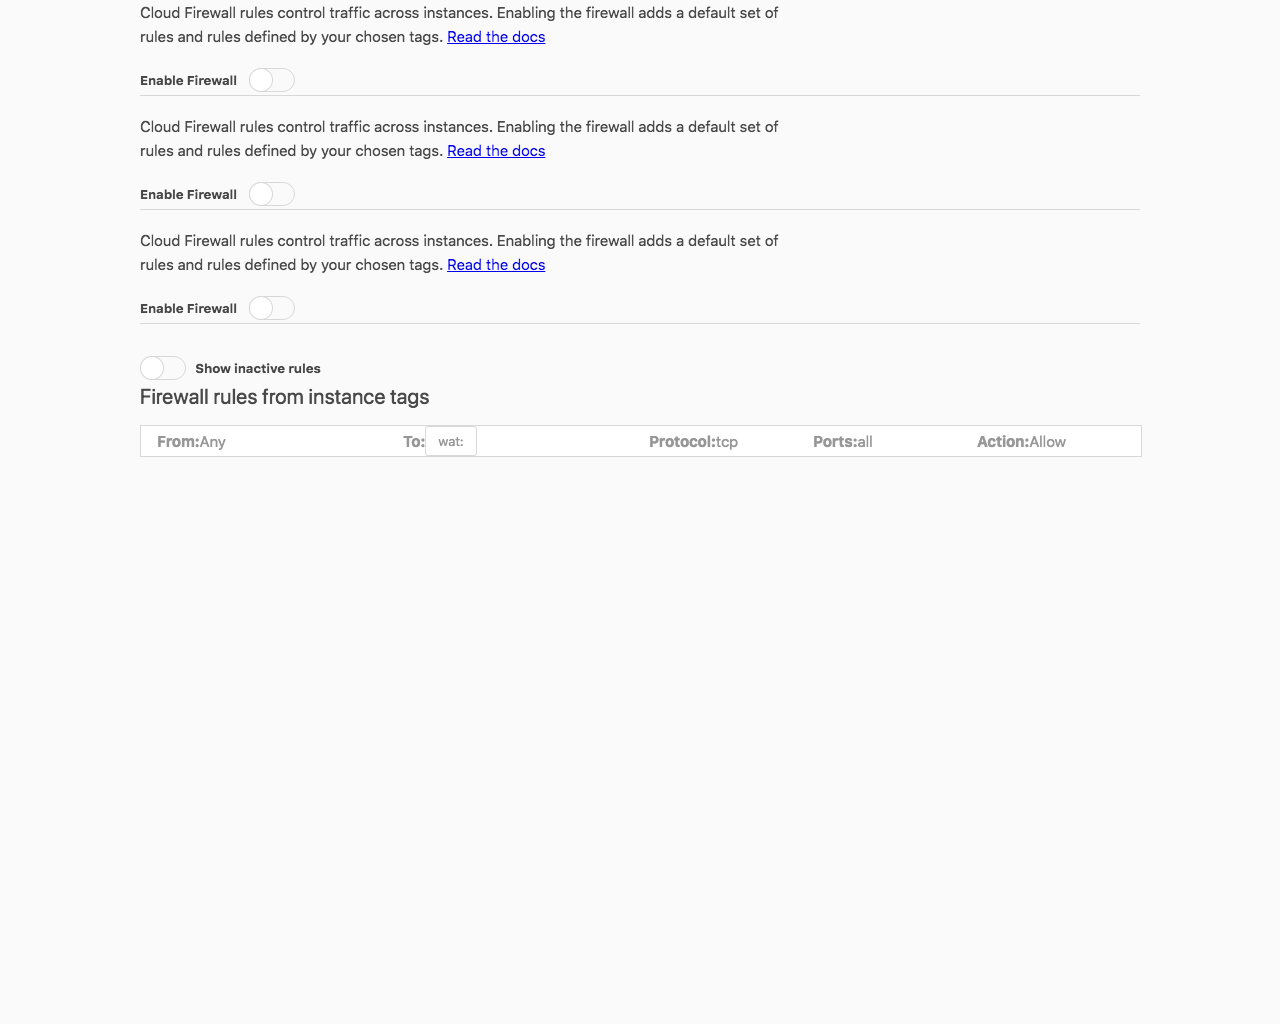 Cloud Firewall rules control traffic across instances. Enabling the firewall adds a default set of
rules and rules defined by your chosen tags. Read the docs
Enable Firewall
Cloud Firewall rules control traffic across instances. Enabling the firewall adds a default set of
rules and rules defined by your chosen tags. Read the docs
Enable Firewall
Cloud Firewall rules control traffic across instances. Enabling the firewall adds a default set of
rules and rules defined by your chosen tags. Read the docs
Enable Firewall
Show inactive rules
Firewall rules from instance tags
From:Any To: wat: Protocol:tcp Ports:all Action:Allow